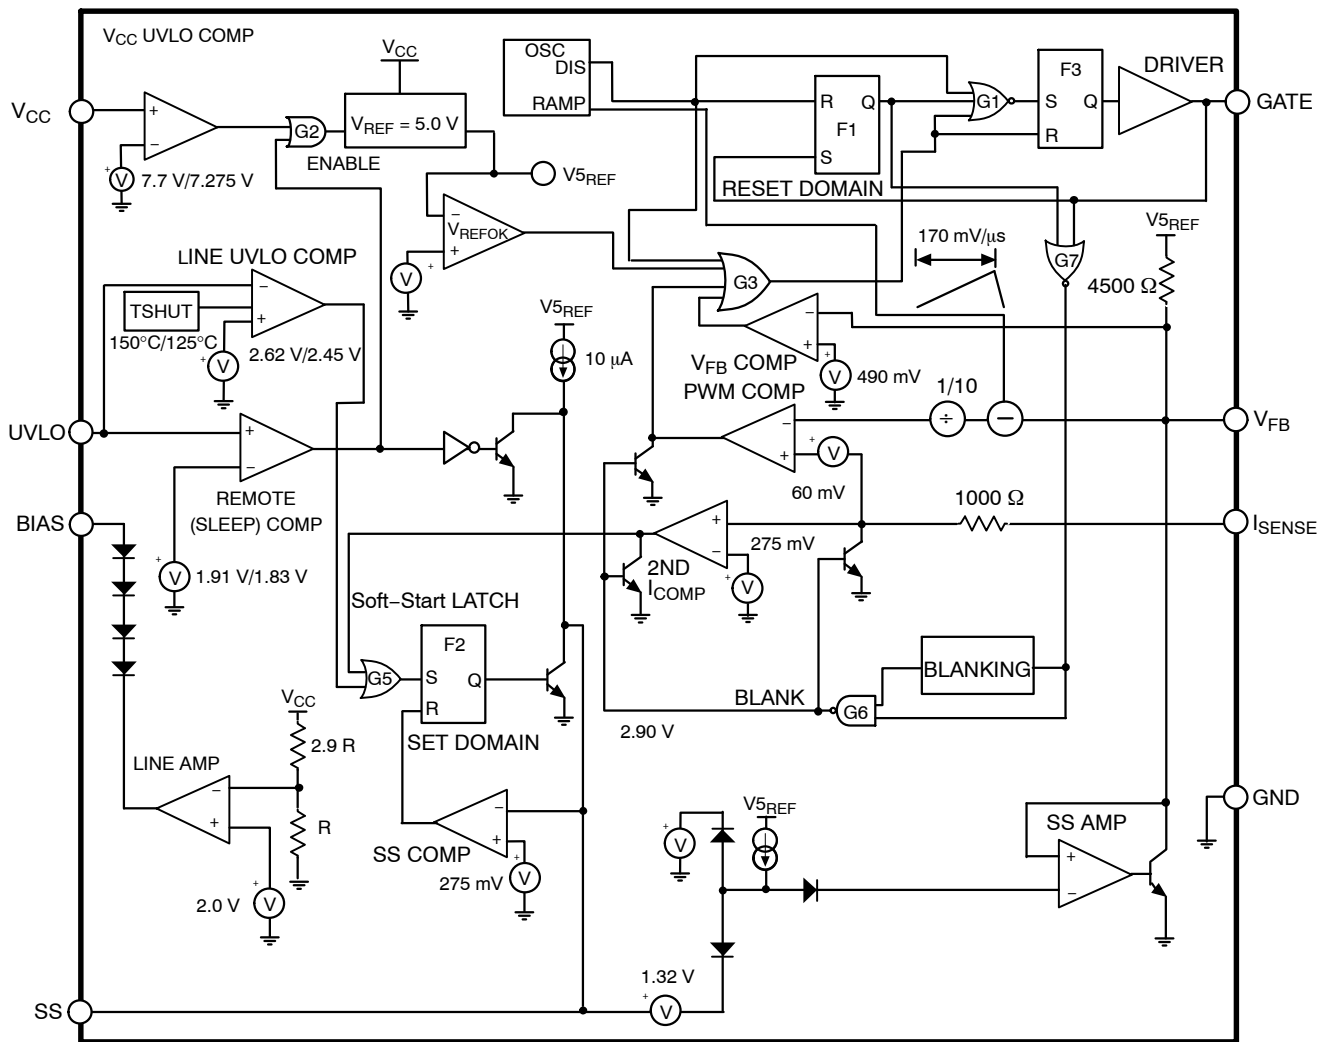 VCC UVLO COMP
VCC
OSC
DIS
RAMP
F3
DRIVER
R
Q
F1
S
G1
S
Q
R
GATE
VCC
+
−
G2
VREF = 5.0 V
ENABLE
+
V
7.7 V/7.275 V
V5REF
RESET DOMAIN
−
VREFOK
+
+
V
170 mV/μs
V5REF
G7
4500 Ω
LINE UVLO COMP
−
TSHUT
+
150°C/125°C
+
V
2.62 V/2.45 V
G3
−
+
+
V
490 mV
VFB COMP
PWM COMP
V5REF
10 μA
1/10
÷
−
VFB
UVLO
+
−
REMOTE
(SLEEP) COMP
−
+
+
V
60 mV
1000 Ω
ISENSE
BIAS
+
V
1.91 V/1.83 V
+
−
275 mV
+
V
2ND
ICOMP
Soft−Start LATCH
F2
S
Q
R
G5
SET DOMAIN
BLANKING
BLANK
G6
2.90 V
VCC
2.9 R
R
LINE AMP
−
+
+
V
2.0 V
−
+
SS COMP
+
V
275 mV
+
V
V5REF
SS AMP
+
−
GND
1.32 V
+
V
SS